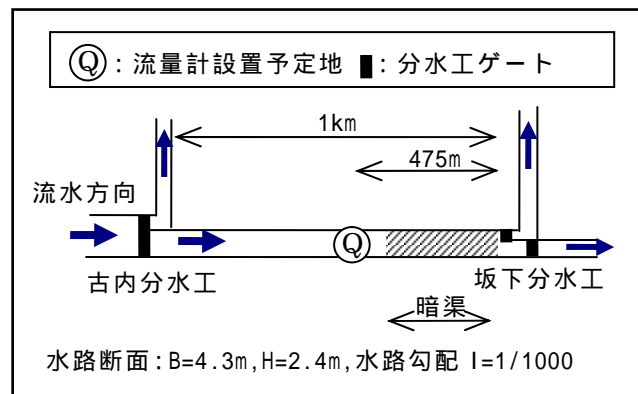 Ⓠ：流量計設置予定地 ■：分水工ゲート
1km
475m
流水方向
Q
古内分水工
坂下分水工
暗渠
水路断面：B=4.3m,H=2.4m,水路勾配 I=1/1000